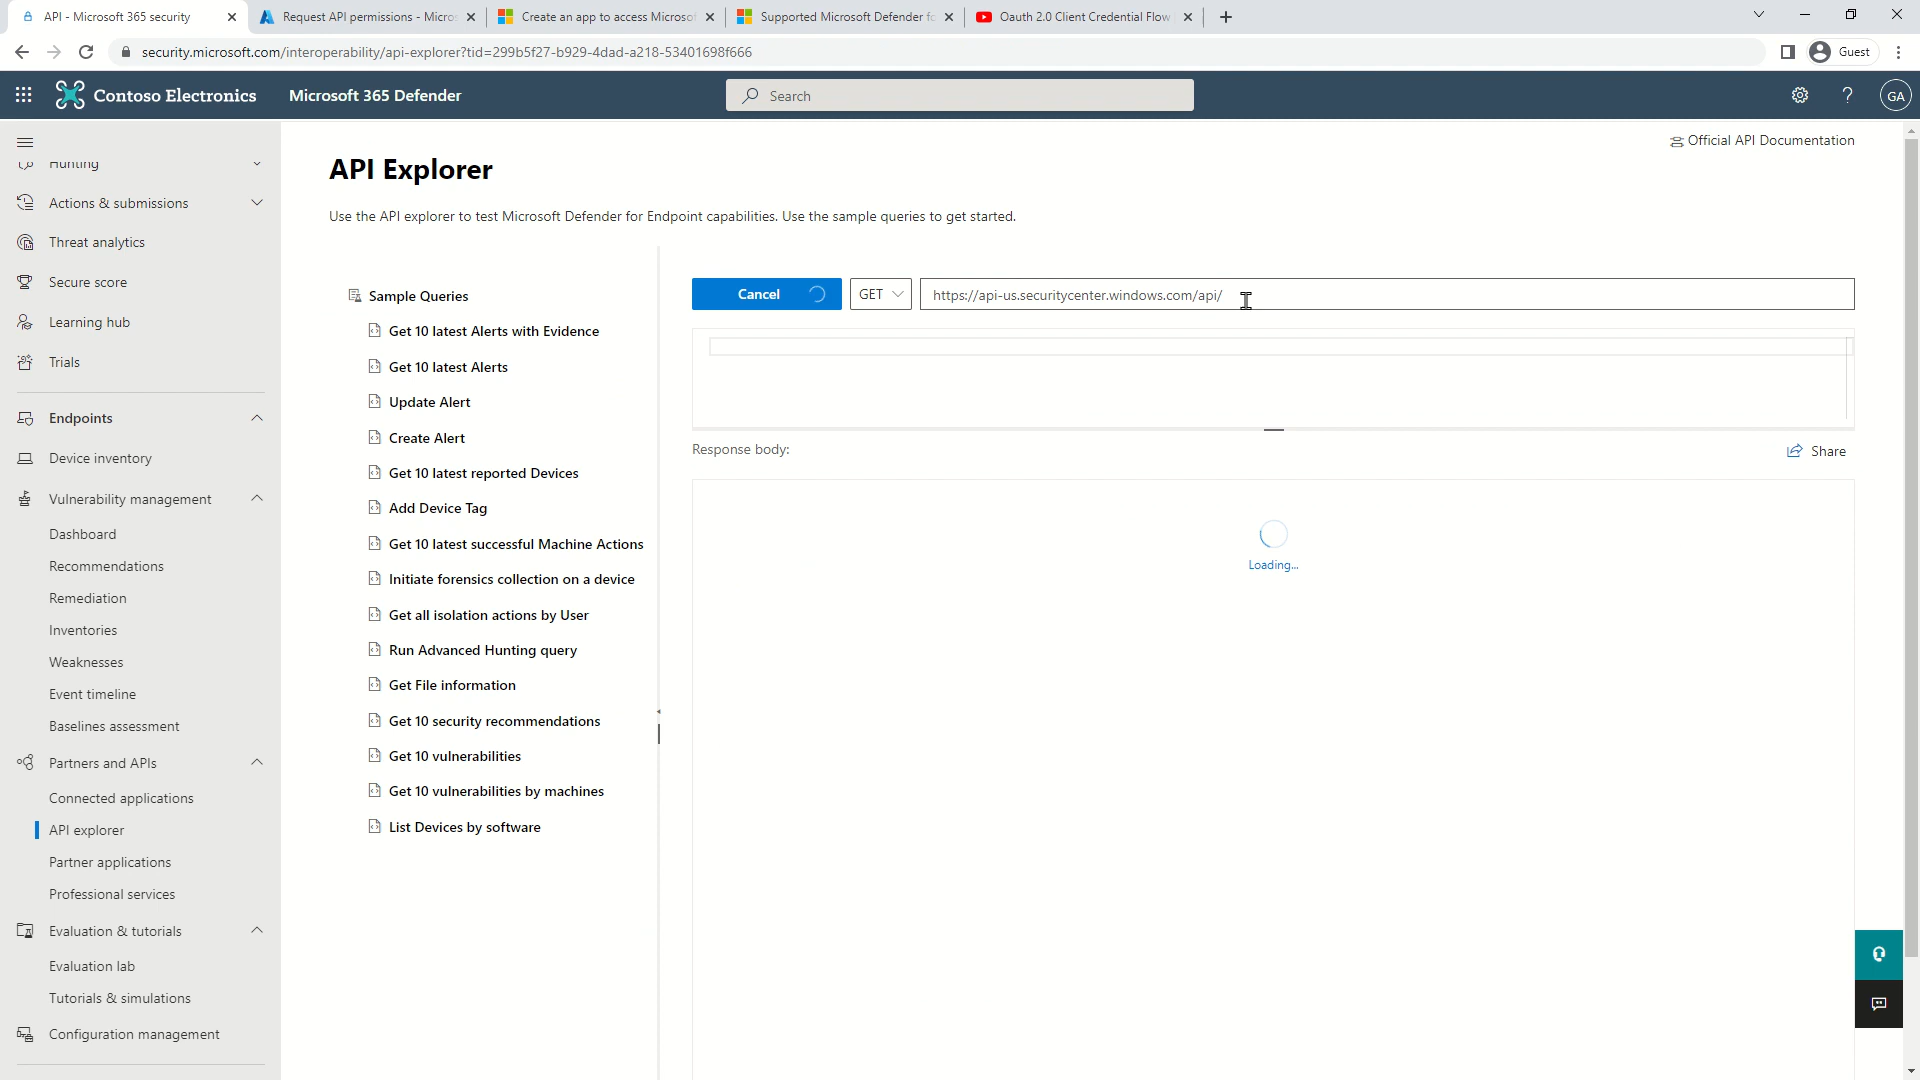 API - Microsoft 365 security
Request API permissions - Micros
Create an app to access Microso
Supported Microsoft Defender fo
Oauth 2.0 Client Credential Flow
security.microsoft.com/interoperability/api-explorer?tid=299b5f27-b929-4dad-a218-53401698f666
Guest
Contoso Electronics
Microsoft 365 Defender
Search
GA
Hunting
Actions & submissions
Threat analytics
Secure score
Learning hub
Trials
Endpoints
Device inventory
Vulnerability management
Dashboard
Recommendations
Remediation
Inventories
Weaknesses
Event timeline
Baselines assessment
Partners and APIs
Connected applications
API explorer
Partner applications
Professional services
Evaluation & tutorials
Evaluation lab
Tutorials & simulations
Configuration management
Official API Documentation
API Explorer
Use the API explorer to test Microsoft Defender for Endpoint capabilities. Use the sample queries to get started.
Sample Queries
Get 10 latest Alerts with Evidence
Get 10 latest Alerts
Update Alert
Create Alert
Get 10 latest reported Devices
Add Device Tag
Get 10 latest successful Machine Actions
Initiate forensics collection on a device
Get all isolation actions by User
Run Advanced Hunting query
Get File information
Get 10 security recommendations
Get 10 vulnerabilities
Get 10 vulnerabilities by machines
List Devices by software
Cancel
GET
https://api-us.securitycenter.windows.com/api/
Response body:
Share
Loading...